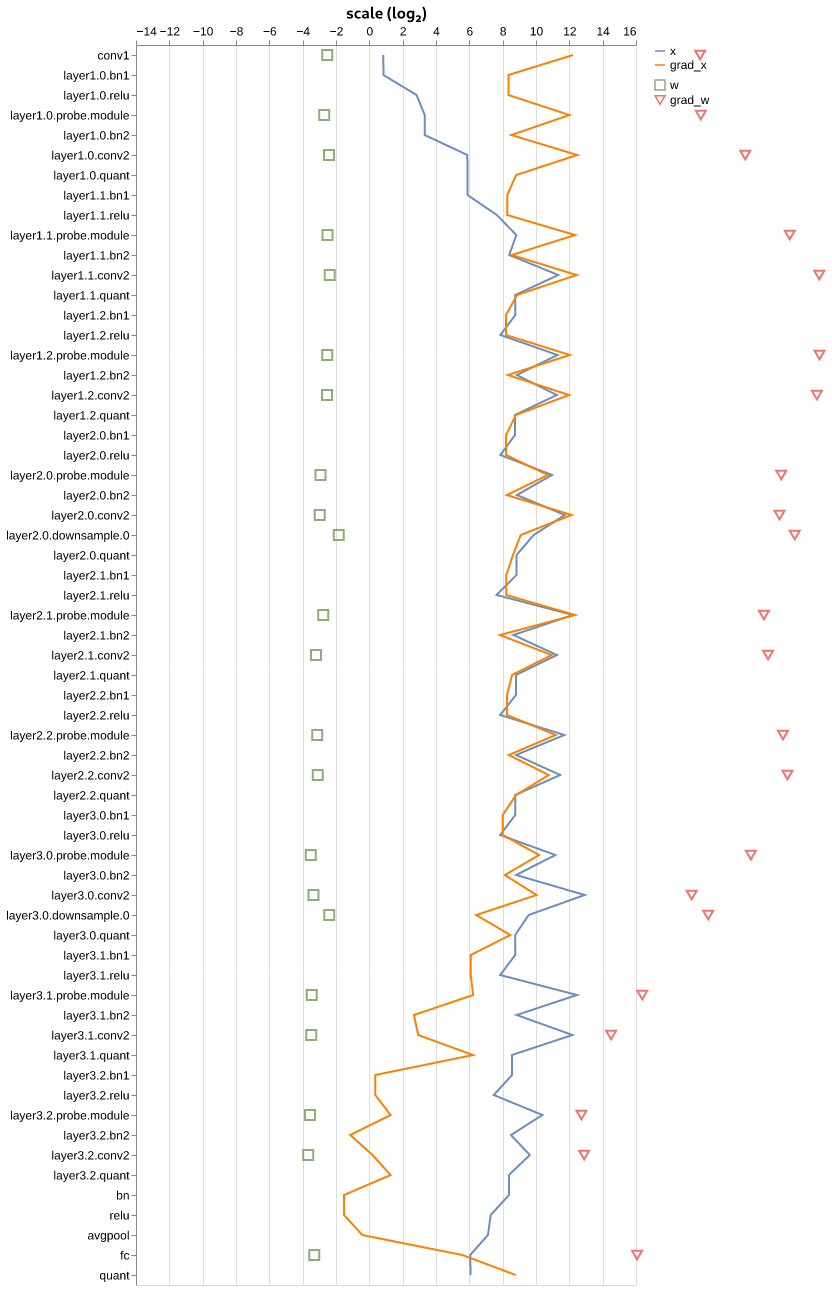 scale (log₂)
−14 −12 −10 −8 −6 −4 −2 0 2 4 6 8 10 12 14 16
x
grad_x
w
grad_w
conv1
layer1.0.bn1
layer1.0.relu
layer1.0.probe.module
layer1.0.bn2
layer1.0.conv2
layer1.0.quant
layer1.1.bn1
layer1.1.relu
layer1.1.probe.module
layer1.1.bn2
layer1.1.conv2
layer1.1.quant
layer1.2.bn1
layer1.2.relu
layer1.2.probe.module
layer1.2.bn2
layer1.2.conv2
layer1.2.quant
layer2.0.bn1
layer2.0.relu
layer2.0.probe.module
layer2.0.bn2
layer2.0.conv2
layer2.0.downsample.0
layer2.0.quant
layer2.1.bn1
layer2.1.relu
layer2.1.probe.module
layer2.1.bn2
layer2.1.conv2
layer2.1.quant
layer2.2.bn1
layer2.2.relu
layer2.2.probe.module
layer2.2.bn2
layer2.2.conv2
layer2.2.quant
layer3.0.bn1
layer3.0.relu
layer3.0.probe.module
layer3.0.bn2
layer3.0.conv2
layer3.0.downsample.0
layer3.0.quant
layer3.1.bn1
layer3.1.relu
layer3.1.probe.module
layer3.1.bn2
layer3.1.conv2
layer3.1.quant
layer3.2.bn1
layer3.2.relu
layer3.2.probe.module
layer3.2.bn2
layer3.2.conv2
layer3.2.quant
bn
relu
avgpool
fc
quant